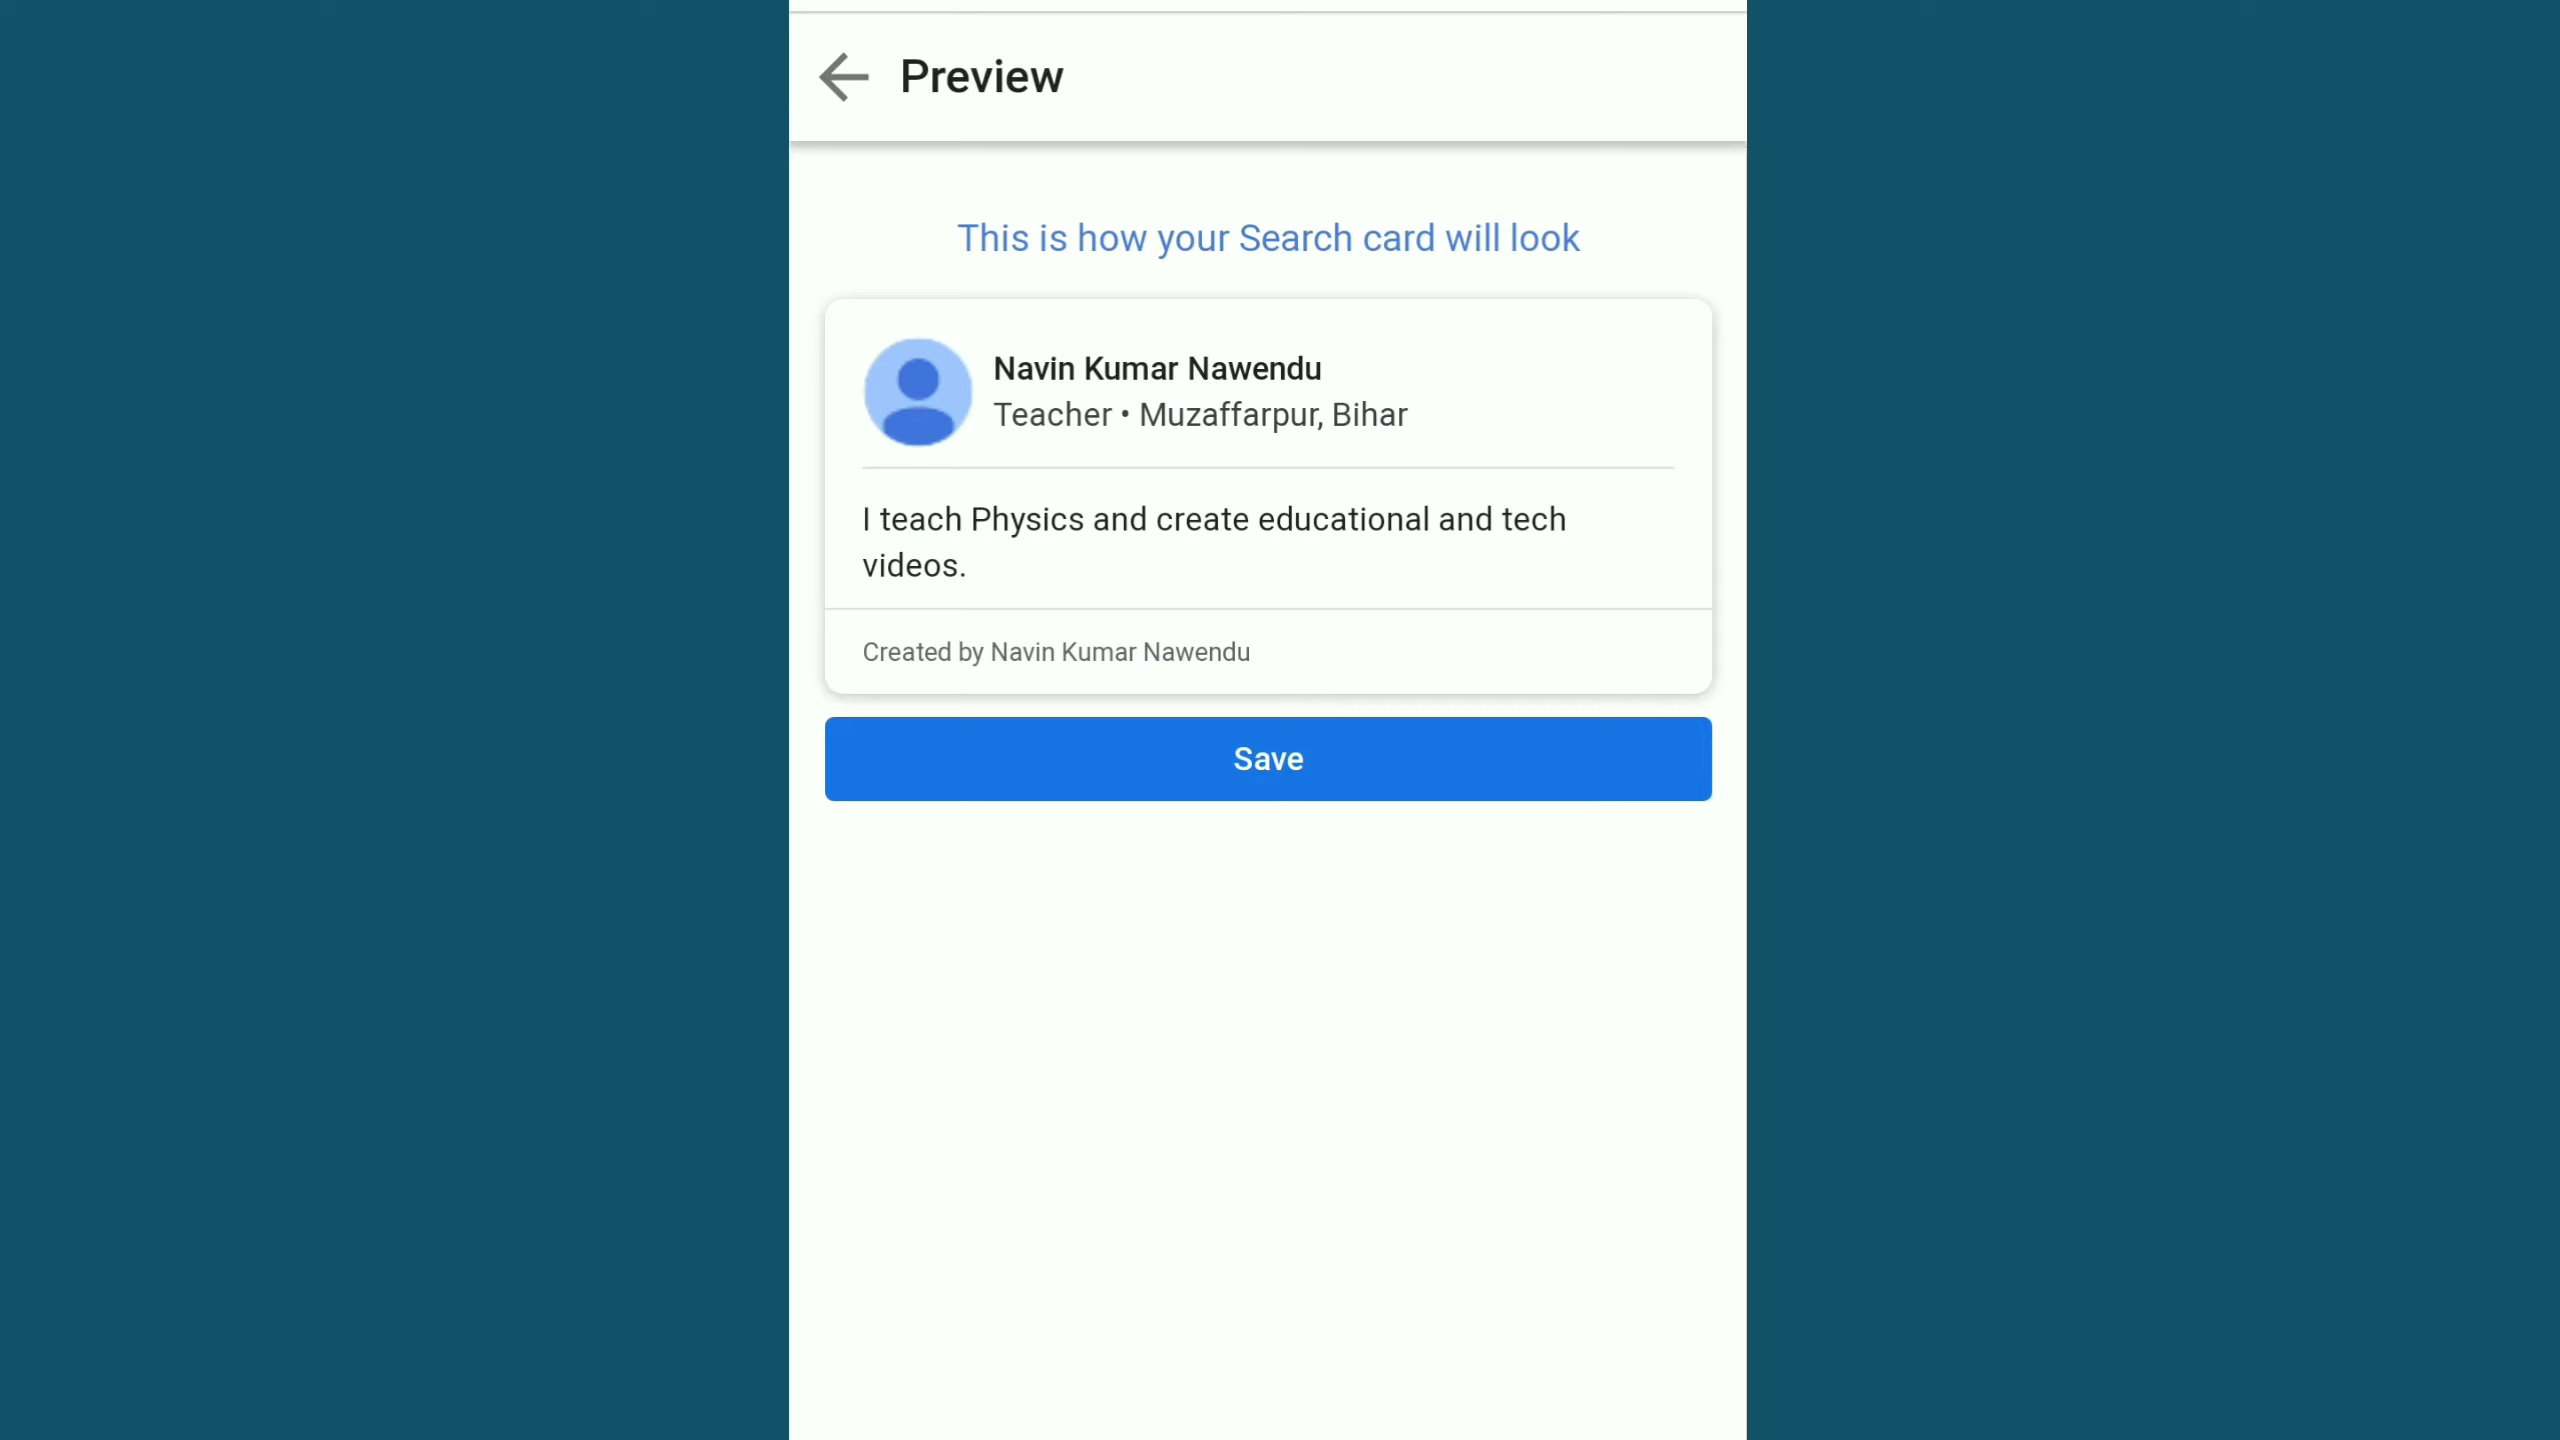 Preview
This is how your Search card will look
Navin Kumar Nawendu
Teacher • Muzaffarpur, Bihar
I teach Physics and create educational and tech
videos.
Created by Navin Kumar Nawendu
Save